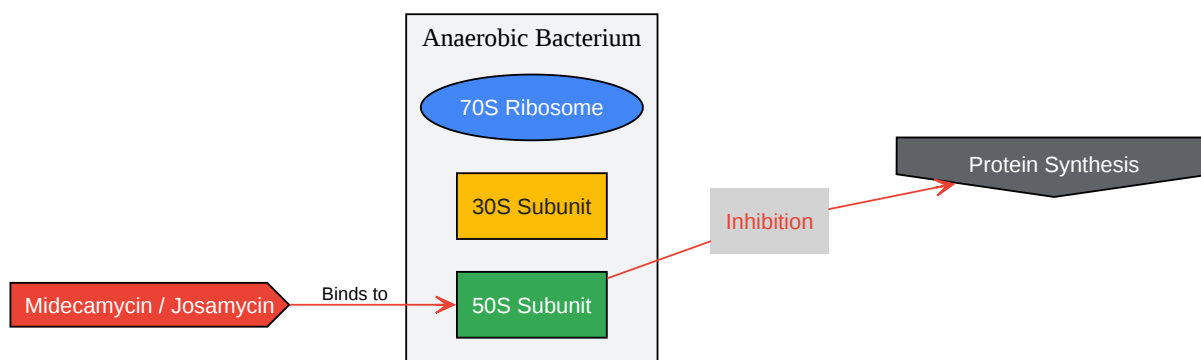 Anaerobic Bacterium
70S Ribosome
Protein Synthesis
30S Subunit
Inhibition
Midecamycin / Josamycin
Binds to
50S Subunit